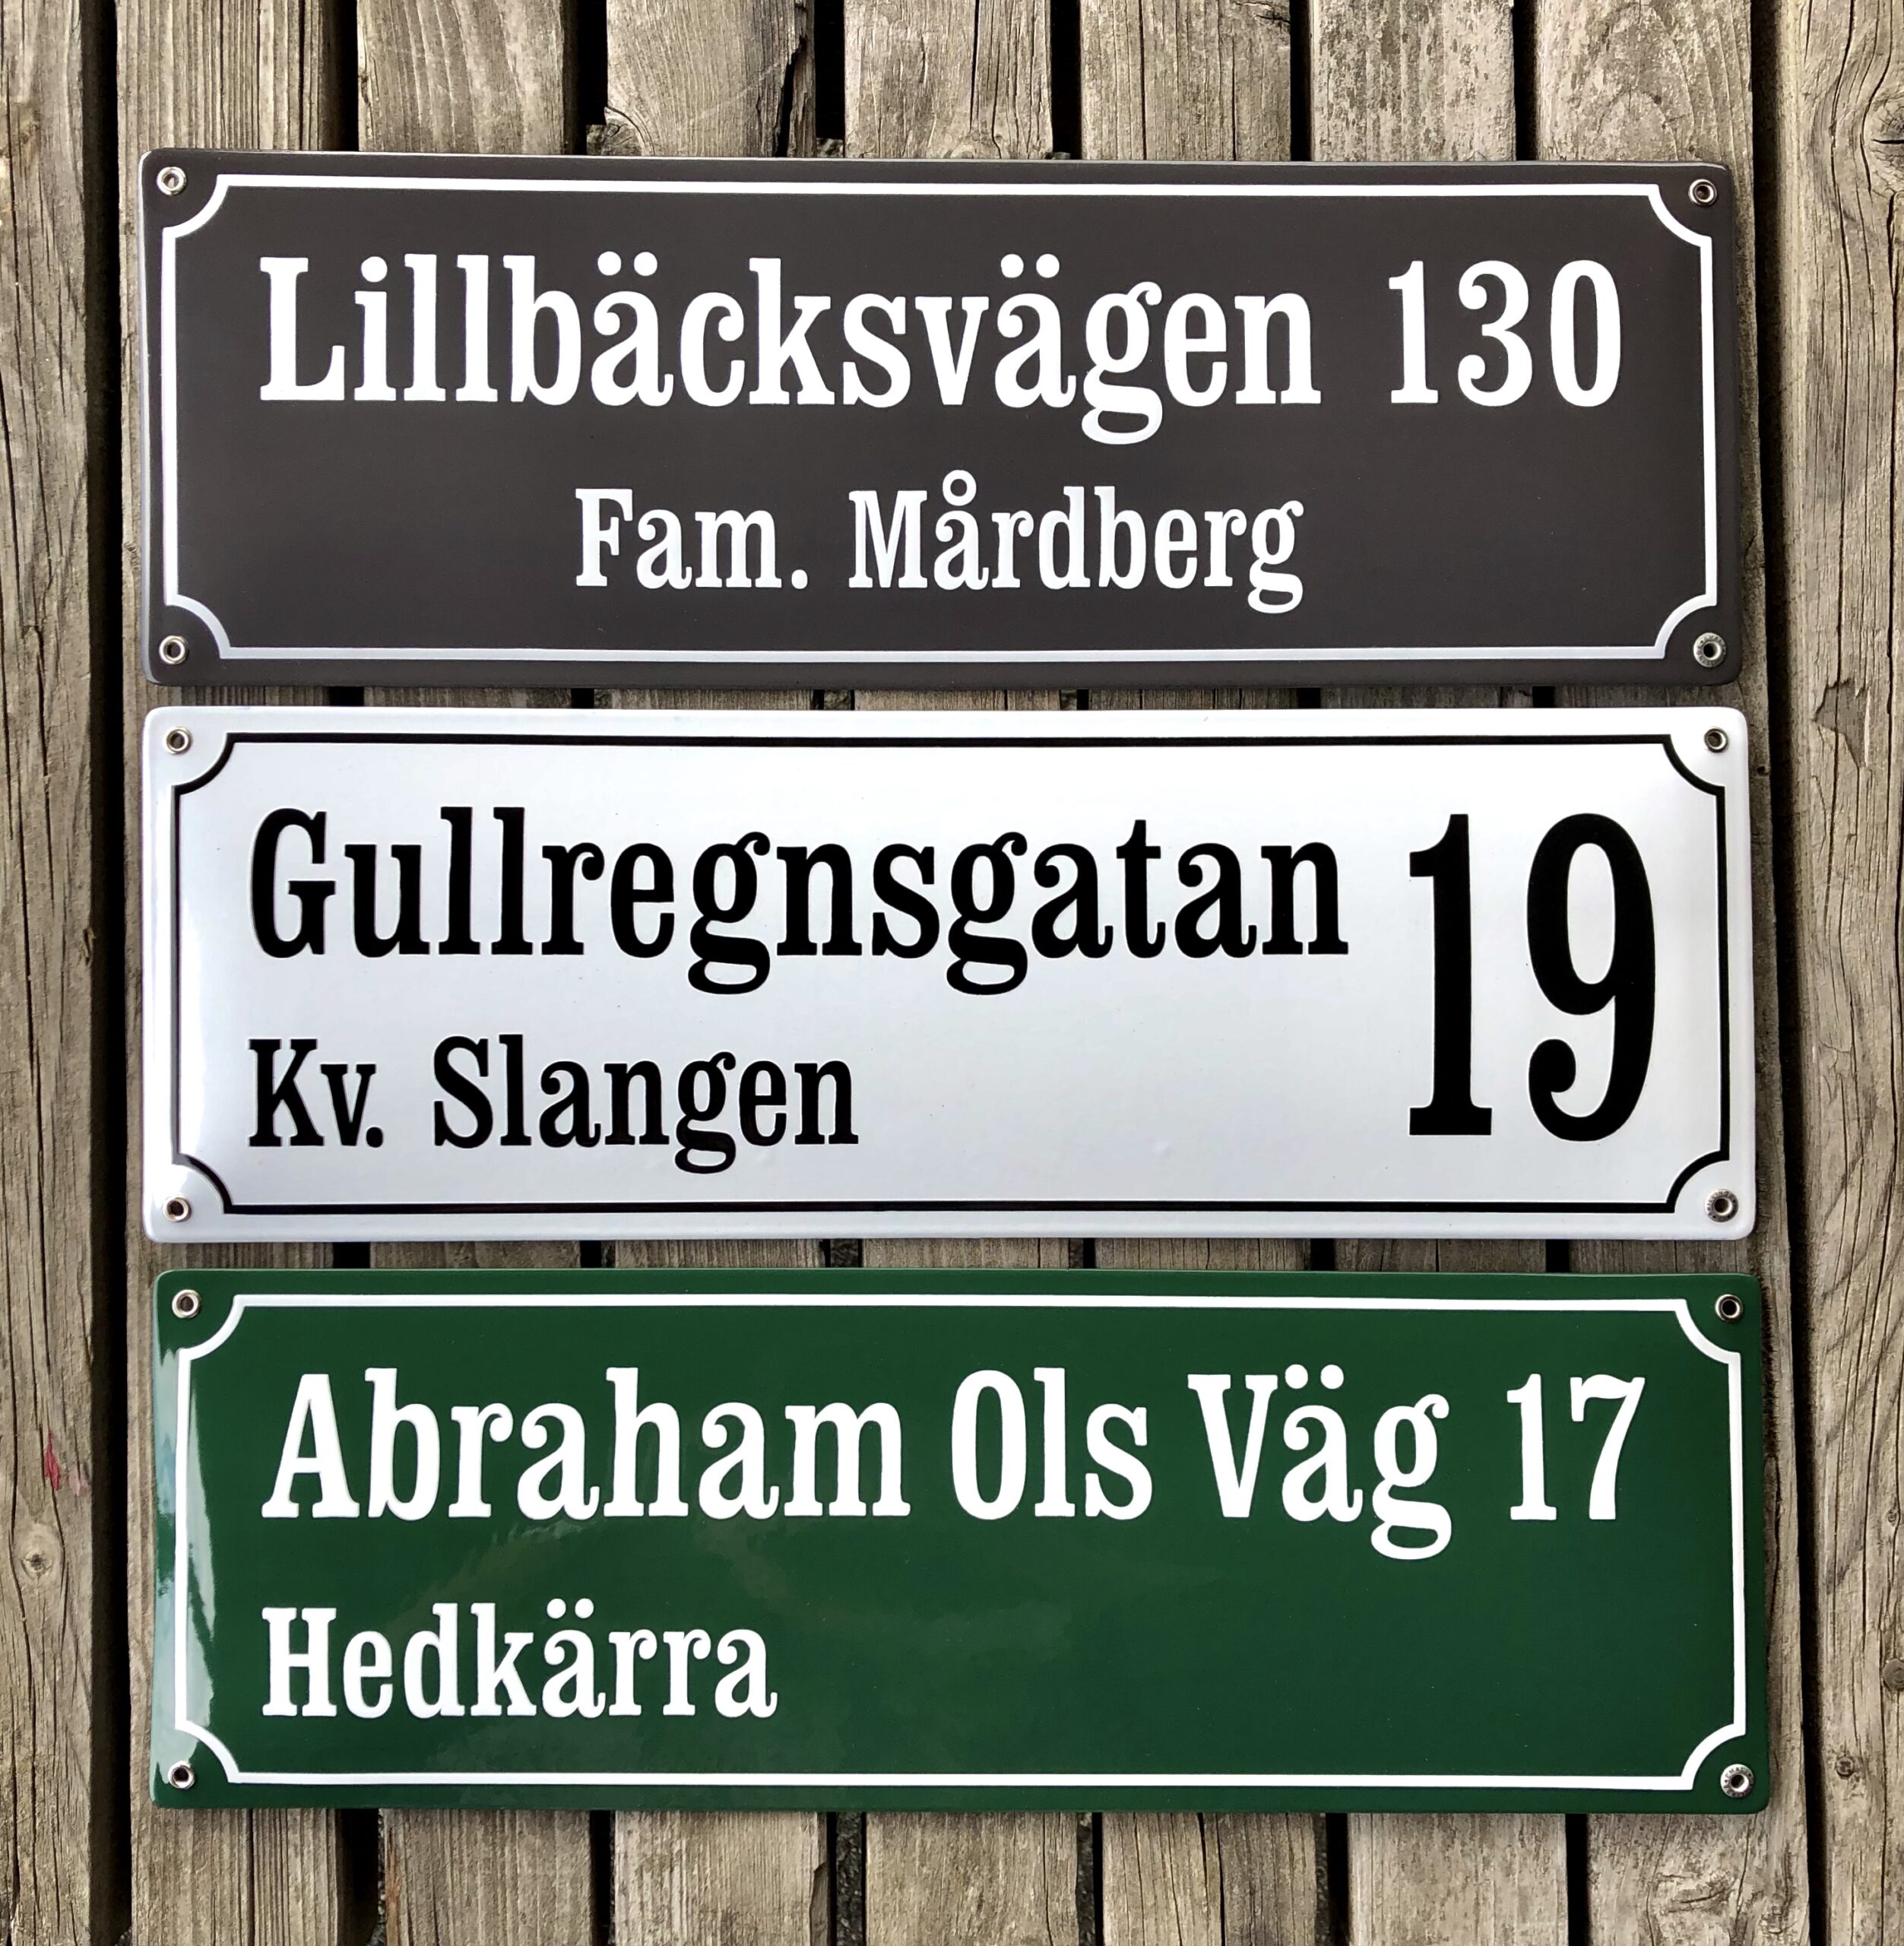 Lillbäcksvägen 130
Fam. Mårdberg
Gullregnsgatan 19
Kv. Slangen
Abraham Ols Väg 17
Hedkärra